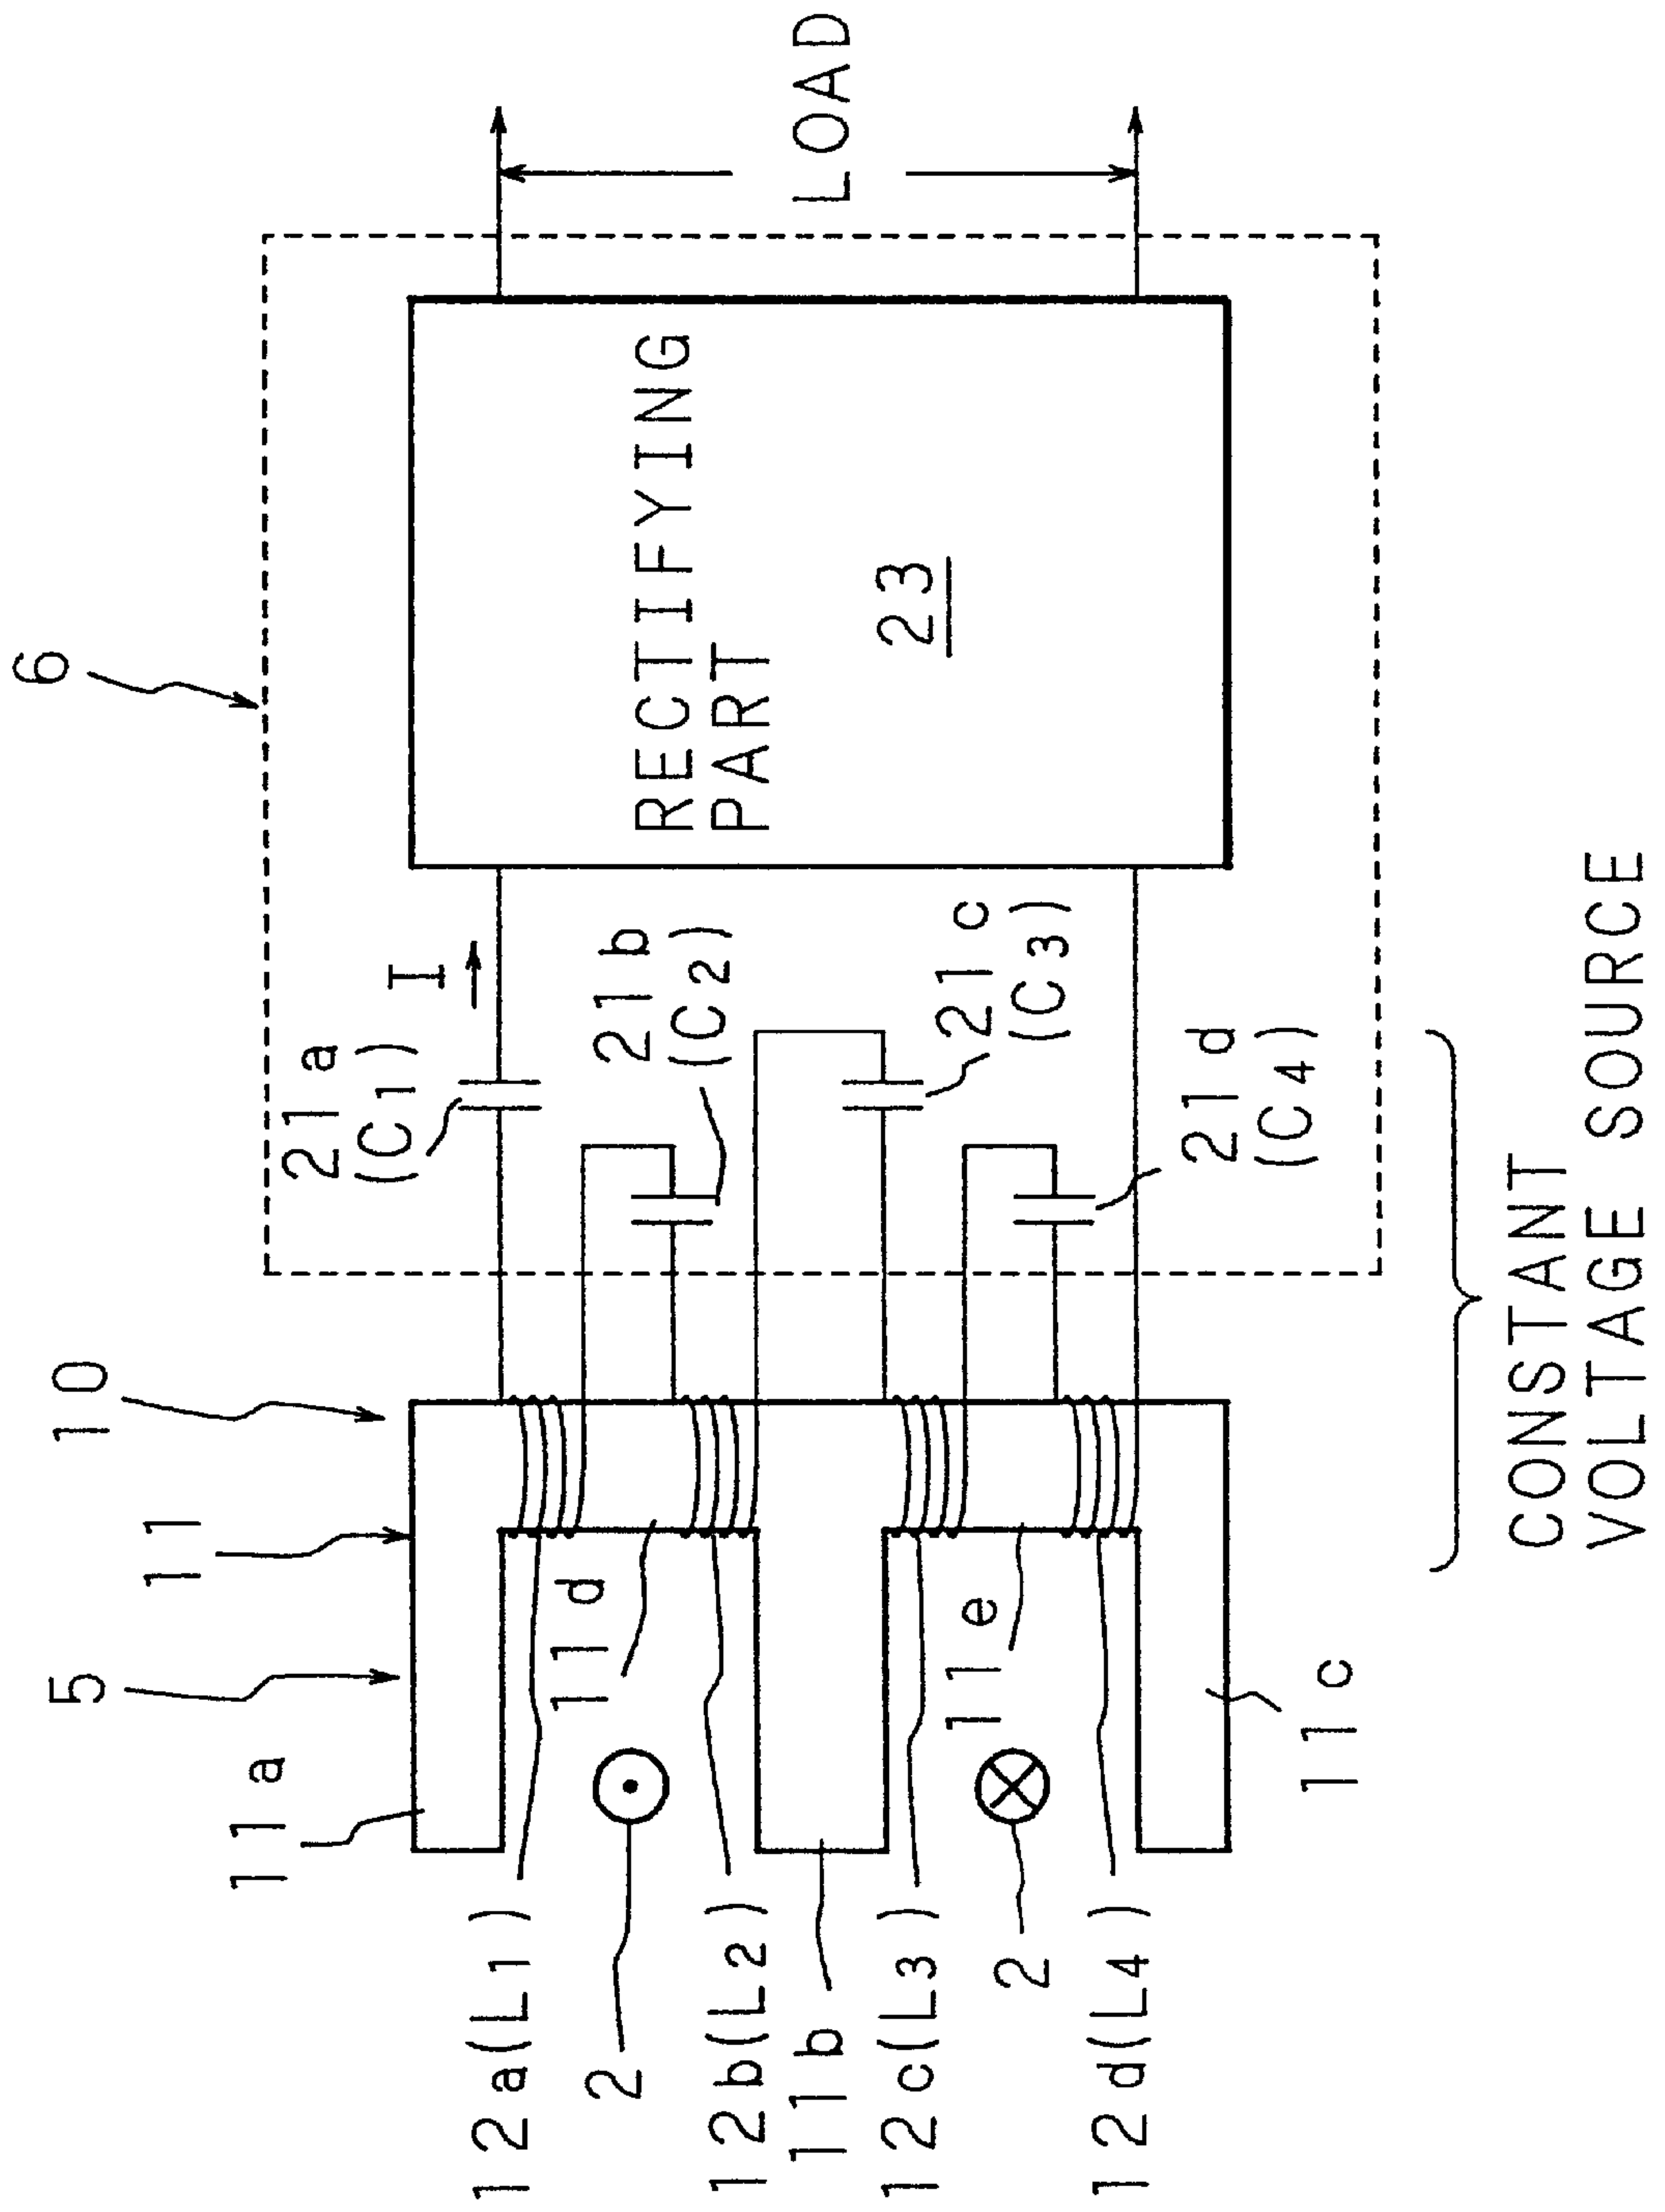 6
10
11
5
11a
21a
(C1)
I
21b
(C2)
21c
(C3)
21d
(C4)
RECTIFYING
PART
23
LOAD
12a(L1)
2
11d
12b(L2)
11b
12c(L3)
2
11e
12d(L4)
11c
CONSTANT
VOLTAGE SOURCE